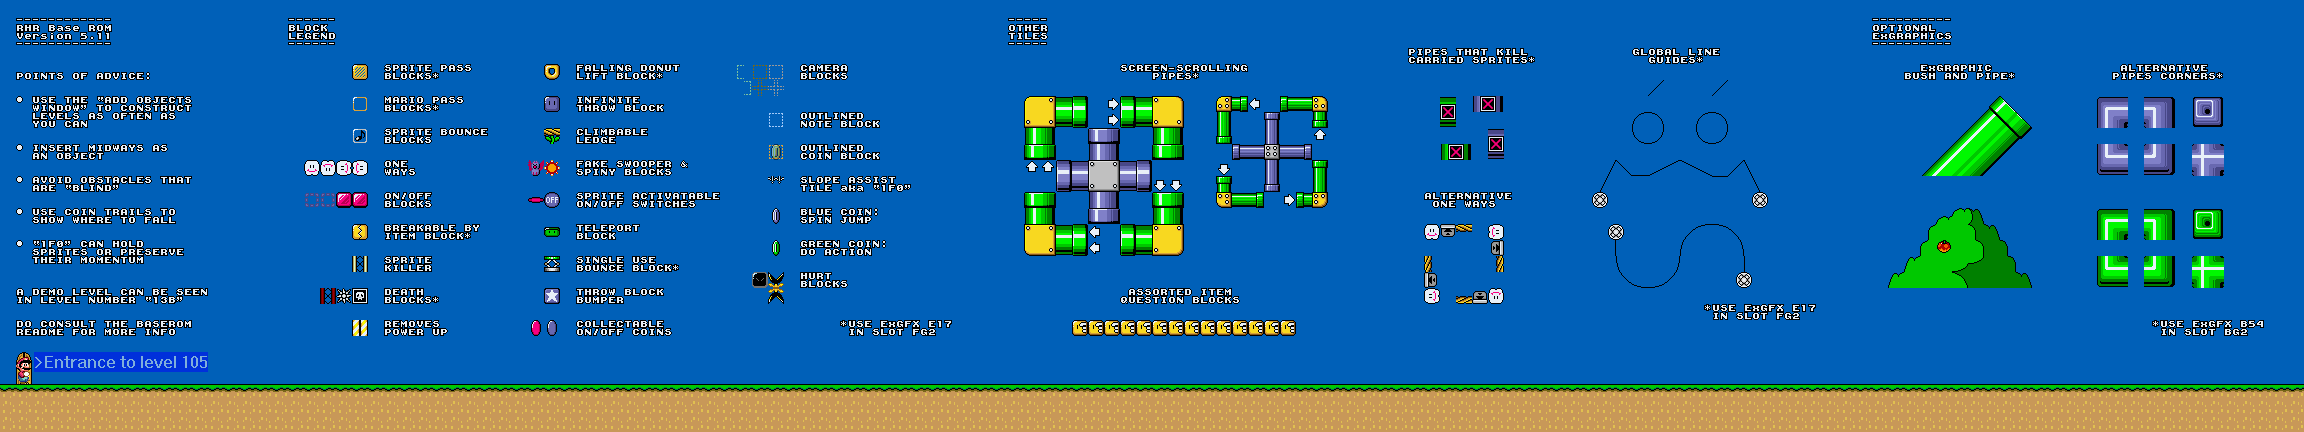 RHR Base ROM
Version 5.11
POINTS OF ADVICE:
USE THE "ADD OBJECTS
WINDOW" TO CONSTRUCT
LEVELS AS OFTEN AS
YOU CAN
INSERT MIDWAYS AS
AN OBJECT
AVOID OBSTACLES THAT
ARE "BLIND"
USE COIN TRAILS TO
SHOW WHERE TO FALL
"1F0" CAN HOLD
SPRITES OR PRESERVE
THEIR MOMENTUM
A DEMO LEVEL CAN BE SEEN
IN LEVEL NUMBER "13B"
DO CONSULT THE BASEROM
README FOR MORE INFO
>Entrance to level 105
BLOCK
LEGEND
SPRITE PASS
BLOCKS*
MARIO PASS
BLOCKS*
SPRITE BOUNCE
BLOCKS
ONE
WAYS
ON/OFF
BLOCKS
BREAKABLE BY
ITEM BLOCK*
SPRITE
KILLER
DEATH
BLOCKS*
REMOVES
POWER UP
FALLING DONUT
LIFT BLOCK*
INFINITE
THROW BLOCK
CLIMBABLE
LEDGE
FAKE SWOOPER &
SPINY BLOCKS
OFF
SPRITE ACTIVATABLE
ON/OFF SWITCHES
TELEPORT
BLOCK
SINGLE USE
BOUNCE BLOCK*
THROW BLOCK
BUMPER
COLLECTABLE
ON/OFF COINS
CAMERA
BLOCKS
OUTLINED
NOTE BLOCK
OUTLINED
COIN BLOCK
SLOPE ASSIST
TILE aka "1F0"
BLUE COIN:
SPIN JUMP
GREEN COIN:
DO ACTION
HURT
BLOCKS
*USE ExGFX E17
IN SLOT FG2
OTHER
TILES
SCREEN-SCROLLING
PIPES*
ASSORTED ITEM
QUESTION BLOCKS
PIPES THAT KILL
CARRIED SPRITES*
ALTERNATIVE
ONE WAYS
GLOBAL LINE
GUIDES*
*USE ExGFX E17
IN SLOT FG2
OPTIONAL
ExGRAPHICS
ExGRAPHIC
BUSH AND PIPE*
ALTERNATIVE
PIPES CORNERS*
*USE ExGFX B54
IN SLOT BG2